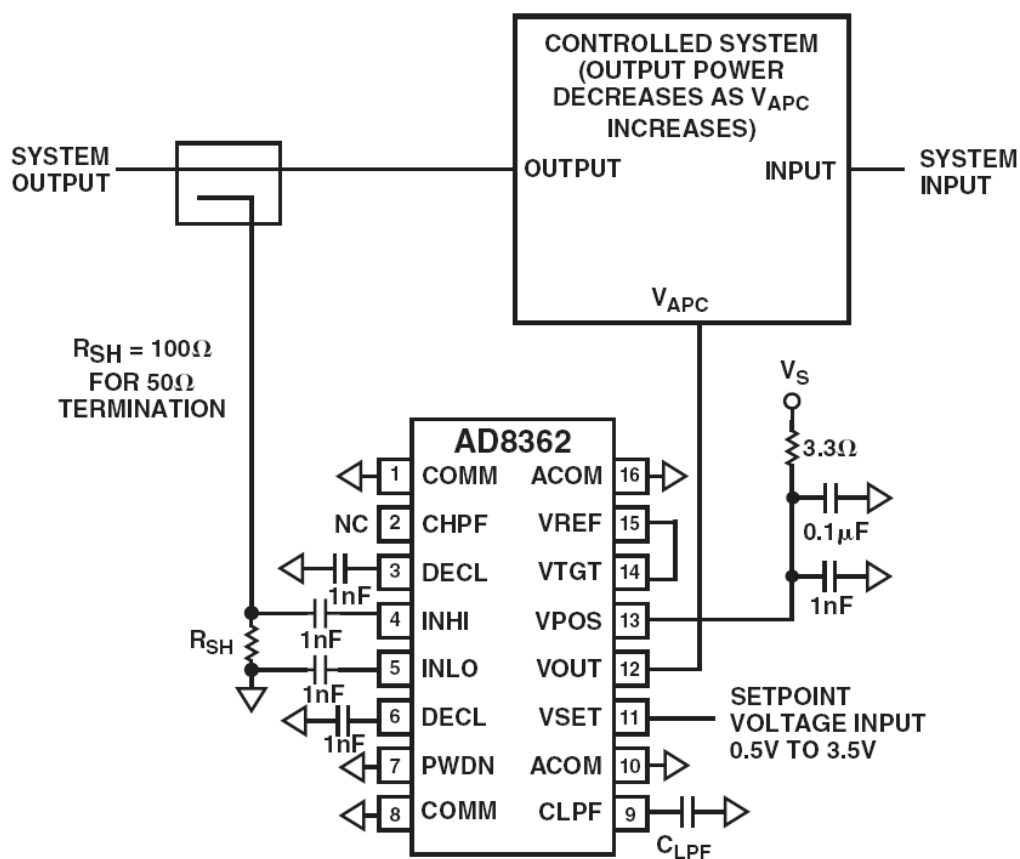 CONTROLLED SYSTEM
(OUTPUT POWER
DECREASES AS VAPC
INCREASES)
SYSTEM
OUTPUT
OUTPUT
INPUT
SYSTEM
INPUT
VAPC
RSH = 100Ω
FOR 50Ω
TERMINATION
VS
3.3Ω
0.1μF
1nF
AD8362
1 COMM
ACOM 16
NC 2 CHPF
VREF 15
1nF
3 DECL
VTGT 14
1nF
4 INHI
VPOS 13
RSH
1nF
5 INLO
VOUT 12
1nF
6 DECL
VSET 11
SETPOINT
VOLTAGE INPUT
0.5V TO 3.5V
7 PWDN
ACOM 10
8 COMM
CLPF 9
CLPF